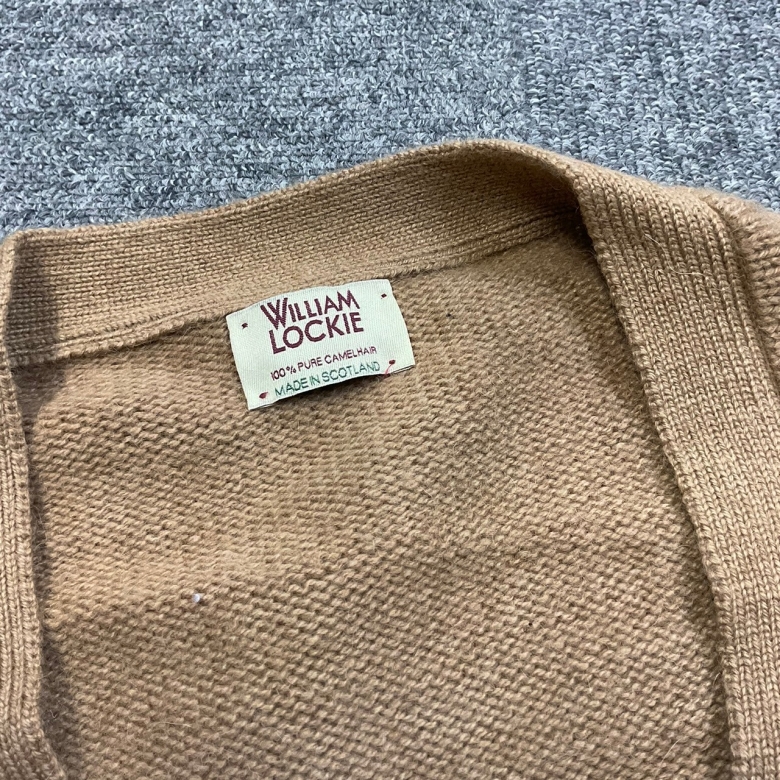 WILLIAM
LOCKIE
100% PURE CAMELHAIR
MADE IN SCOTLAND